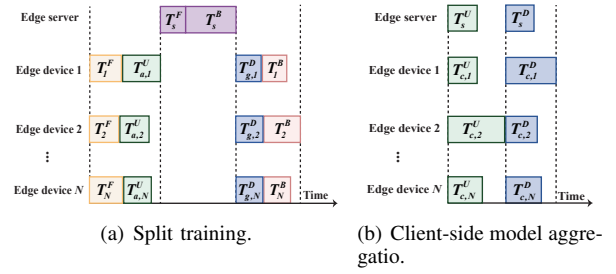 Edge server T_s^F T_s^B
Edge device 1 T_1^F T_{a,1}^U T_{g,1}^D T_1^B
Edge device 2 T_2^F T_{a,2}^U T_{g,2}^D T_2^B
⋮
Edge device N T_N^F T_{a,N}^U T_{g,N}^D T_N^B
Time
(a) Split training.
Edge server T_s^U T_s^D
Edge device 1 T_{c,1}^U T_{c,1}^D
Edge device 2 T_{c,2}^U T_{c,2}^D
⋮
Edge device N T_{c,N}^U T_{c,N}^D
Time
(b) Client-side model aggre-
gatio.